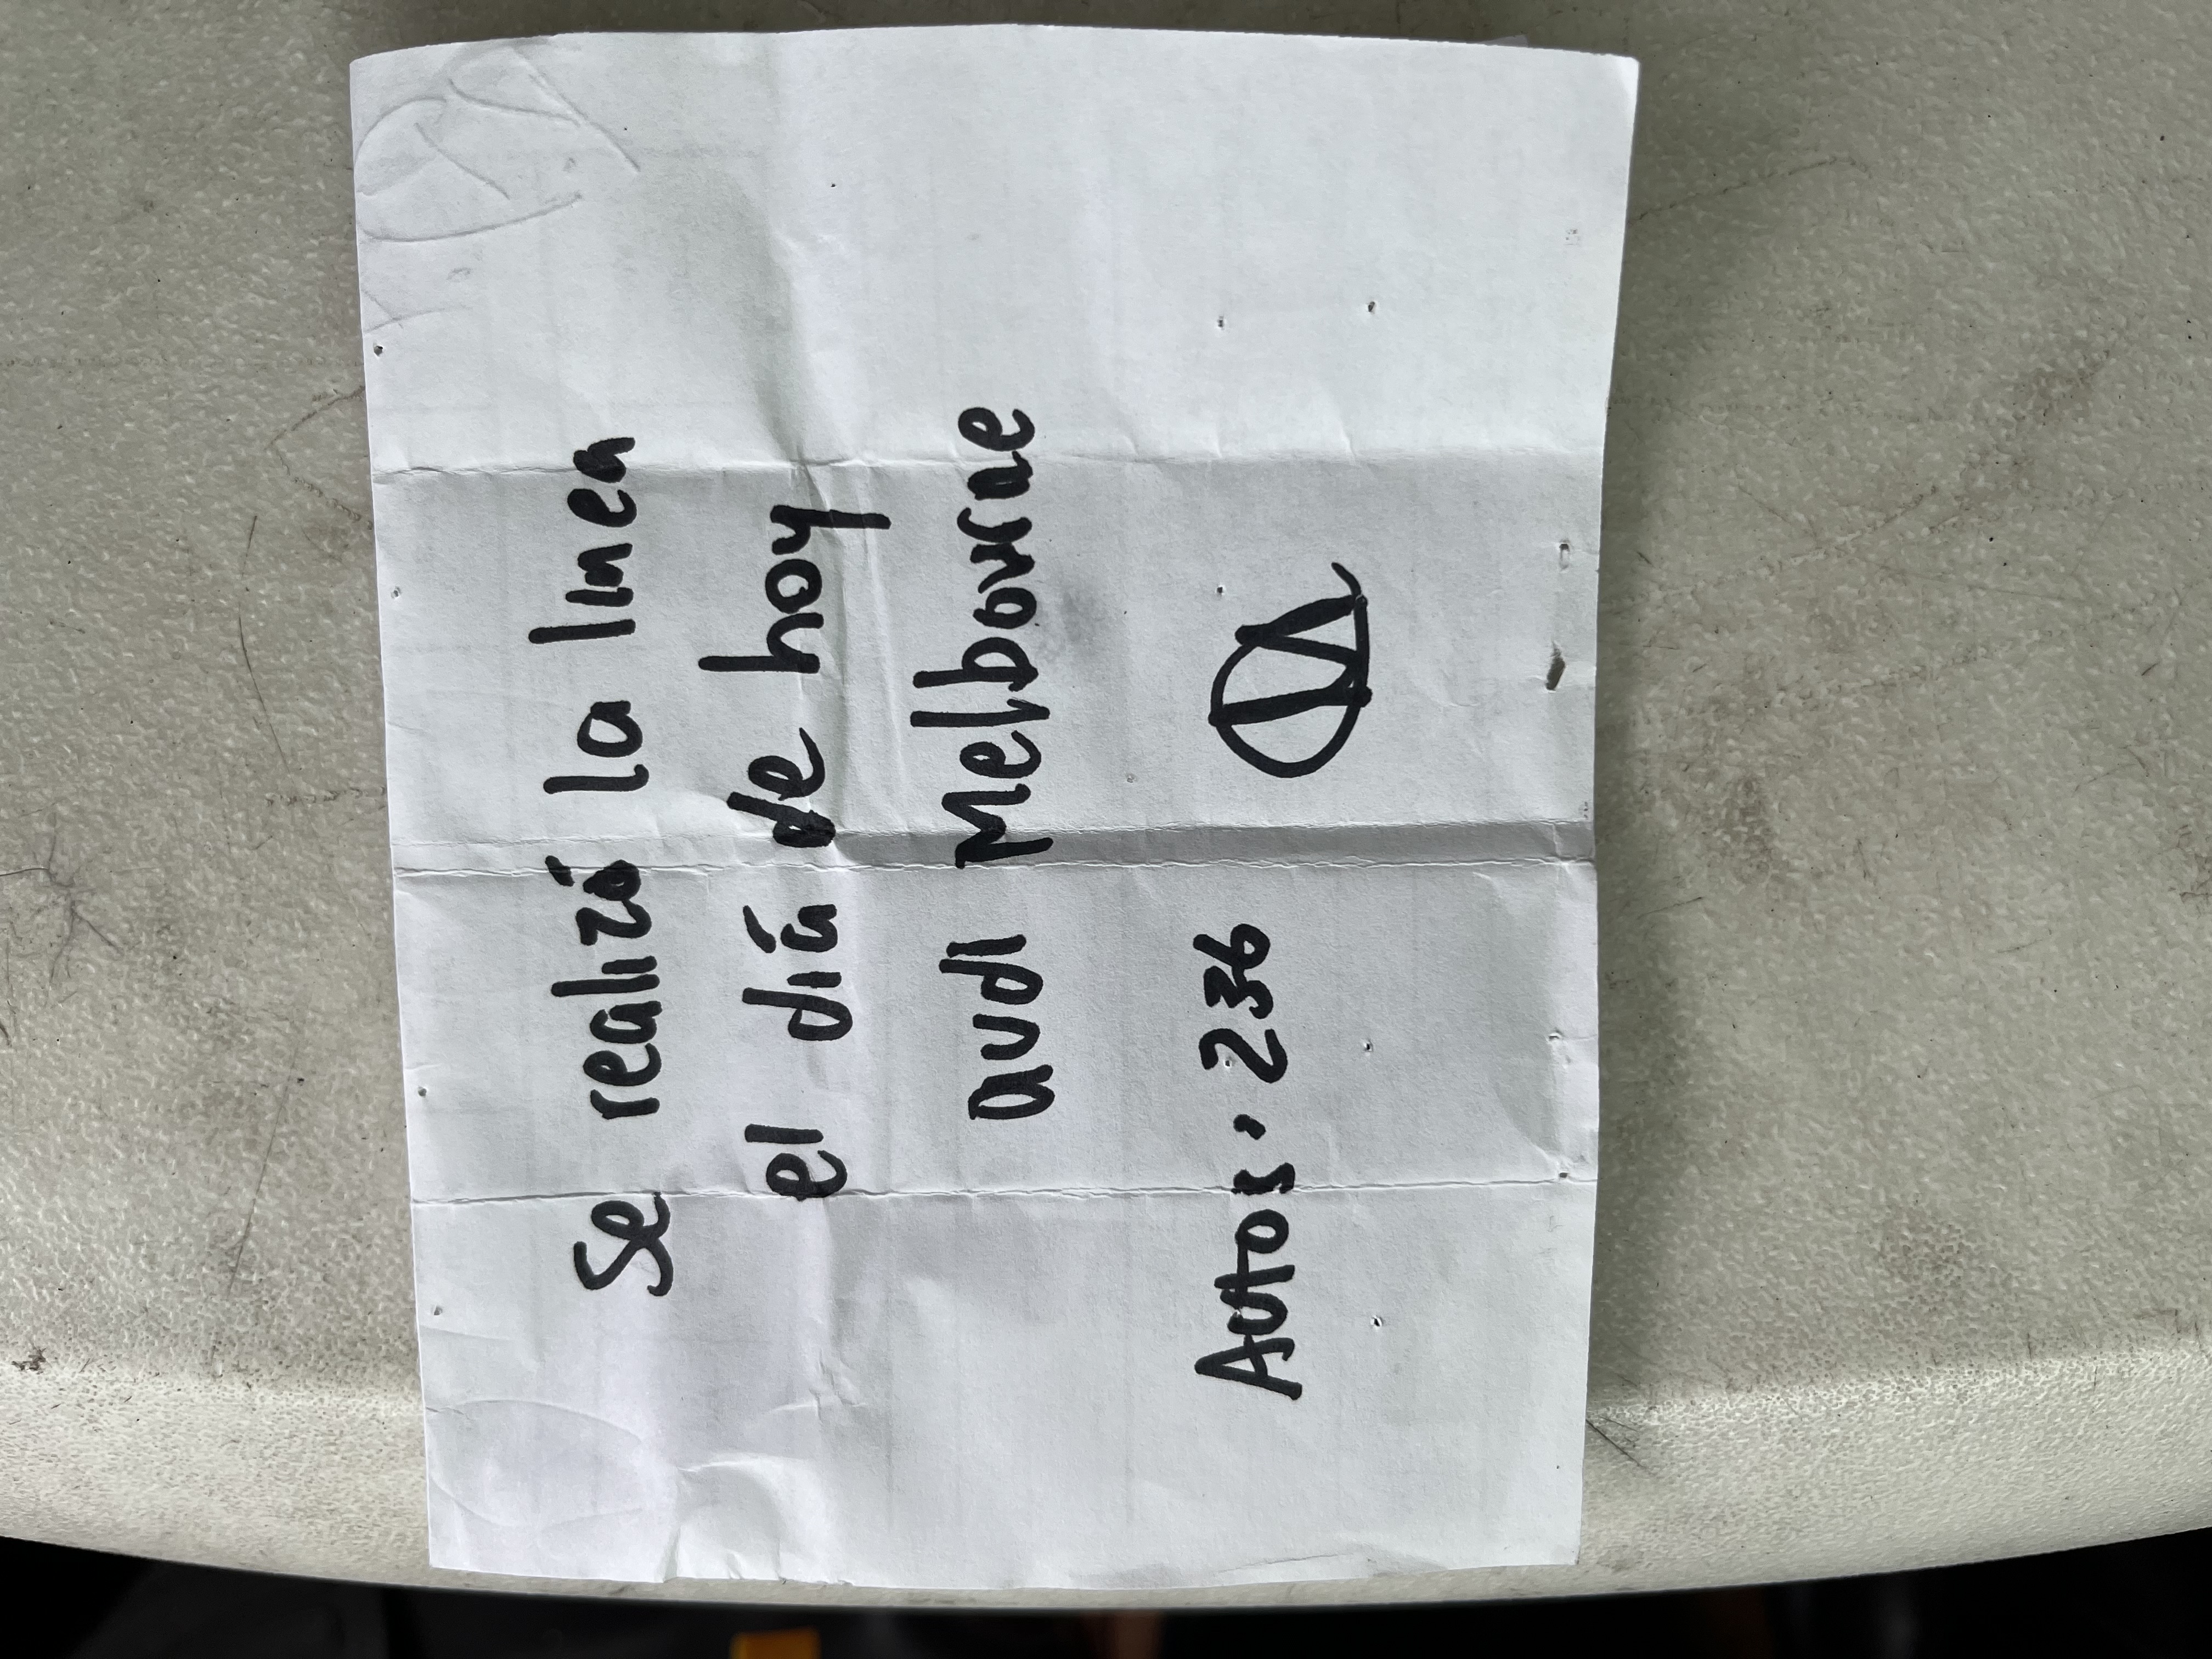 Se realizó la linea
el día de hoy
audi Melbourne
Autos. 236